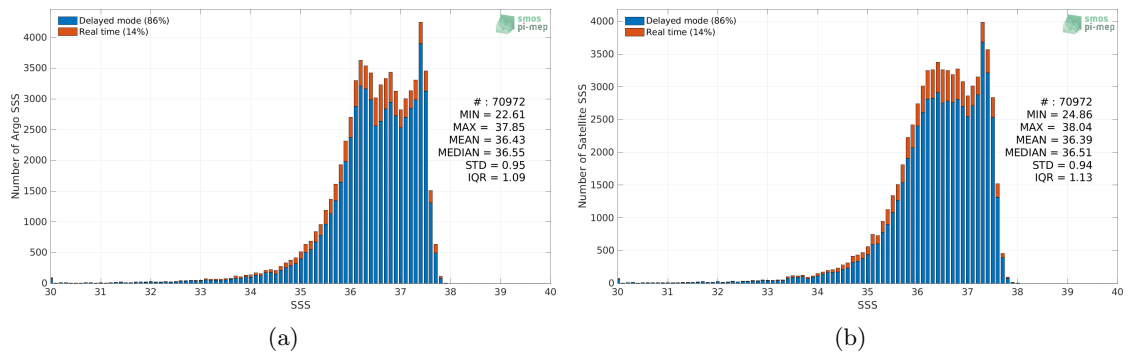 Delayed mode (86%)
Real time (14%)
smos
pi-mep
4000
3500
3000
2500
2000
1500
1000
500
0
Number of Argo SSS
# : 70972
MIN = 22.61
MAX = 37.85
MEAN = 36.43
MEDIAN = 36.55
STD = 0.95
IQR = 1.09
30 31 32 33 34 35 36 37 38 39 40
SSS
(a)
Delayed mode (86%)
Real time (14%)
smos
pi-mep
4000
3500
3000
2500
2000
1500
1000
500
0
Number of Satellite SSS
# : 70972
MIN = 24.86
MAX = 38.04
MEAN = 36.39
MEDIAN = 36.51
STD = 0.94
IQR = 1.13
30 31 32 33 34 35 36 37 38 39 40
SSS
(b)